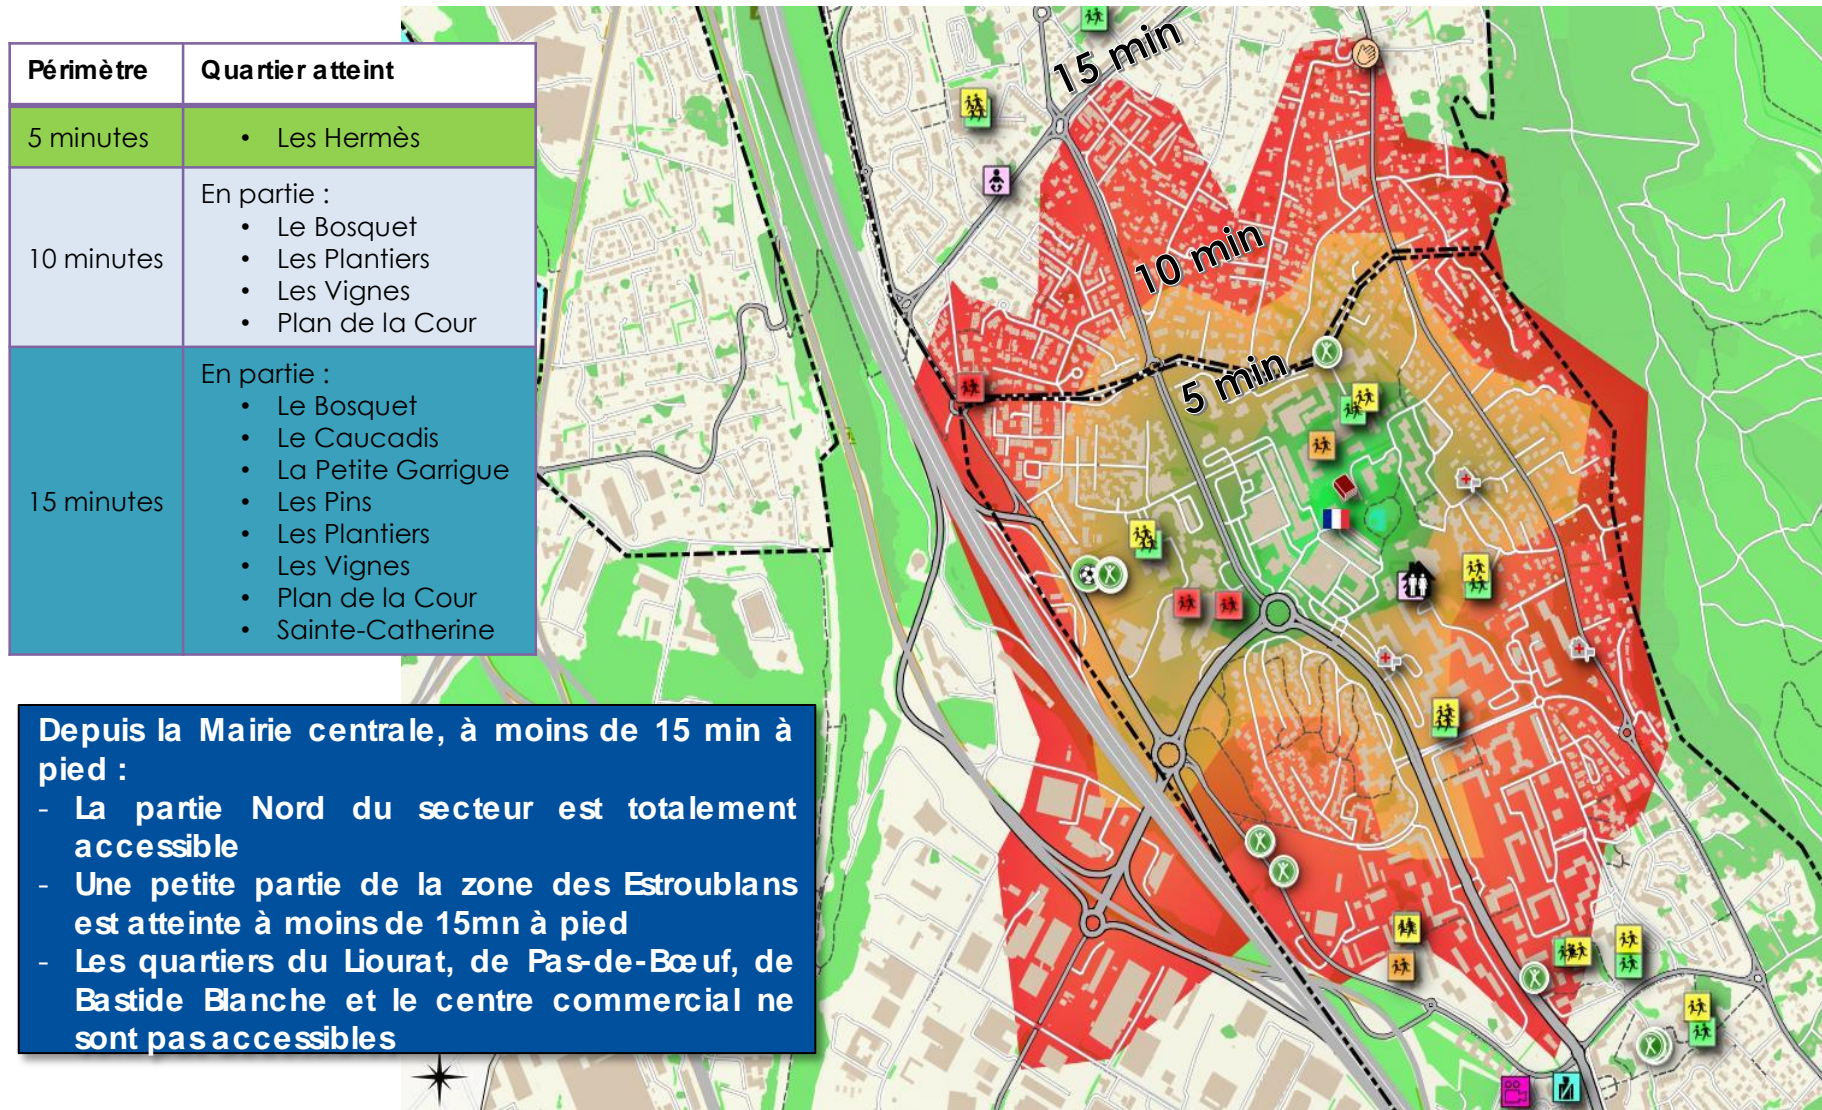 Périmètre
Quartier atteint
5 minutes
• Les Hermès
10 minutes
En partie :
• Le Bosquet
• Les Plantiers
• Les Vignes
• Plan de la Cour
15 minutes
En partie :
• Le Bosquet
• Le Caucadis
• La Petite Garrigue
• Les Pins
• Les Plantiers
• Les Vignes
• Plan de la Cour
• Sainte-Catherine
15 min
10 min
5 min
Depuis la Mairie centrale, à moins de 15 min à
pied :
- La partie Nord du secteur est totalement
accessible
- Une petite partie de la zone des Estroublans
est atteinte à moins de 15mn à pied
- Les quartiers du Liourat, de Pas-de-Bœuf, de
Bastide Blanche et le centre commercial ne
sont pas accessibles